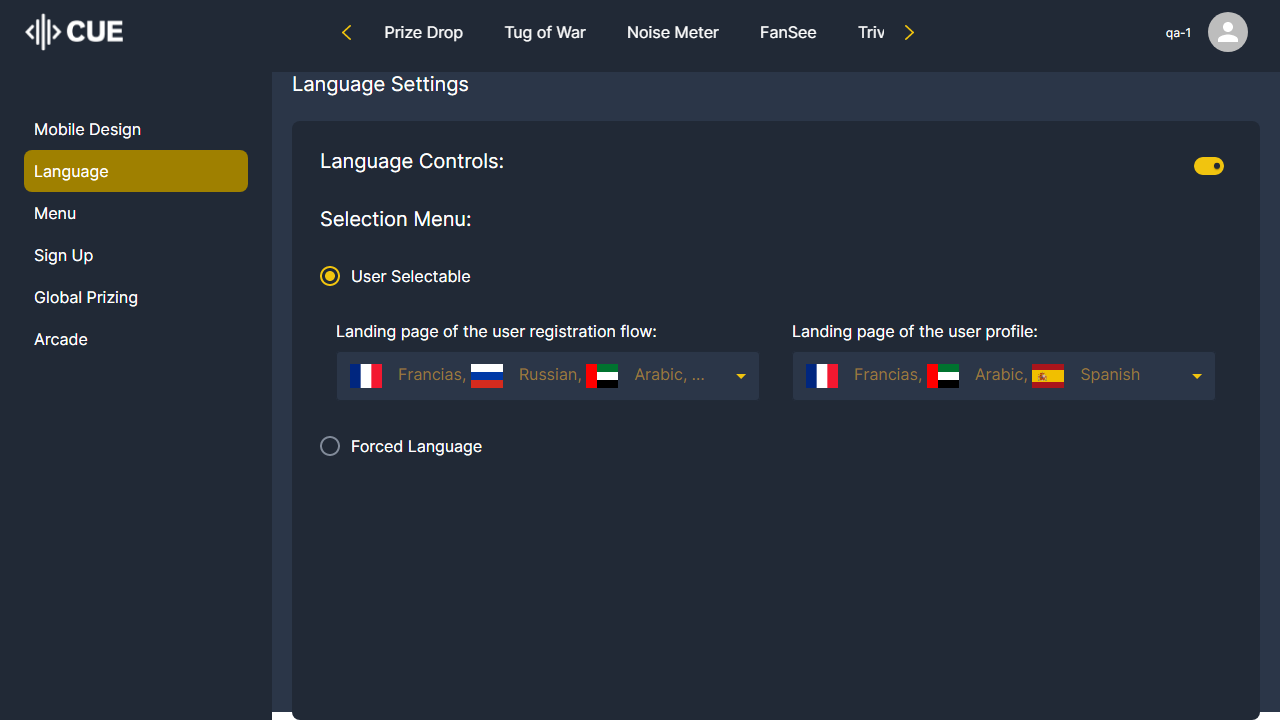 CUE
Prize Drop
Tug of War
Noise Meter
FanSee
Triv
qa-1
Mobile Design
Language
Menu
Sign Up
Global Prizing
Arcade
Language Settings
Language Controls:
Selection Menu:
User Selectable
Landing page of the user registration flow:
Francias, Russian, Arabic, ...
Landing page of the user profile:
Francias, Arabic, Spanish
Forced Language